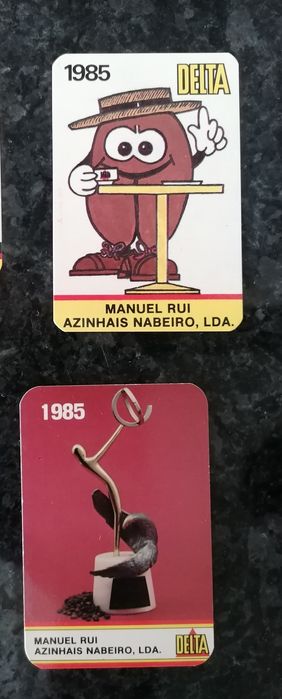 1985 DELTA
MANUEL RUI
AZINHAIS NABEIRO, LDA.
1985
MANUEL RUI
AZINHAIS NABEIRO, LDA. DELTA